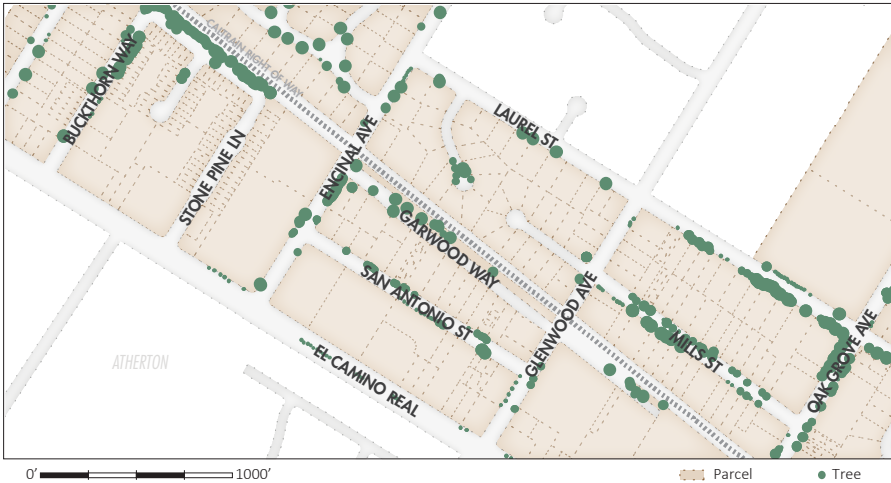 CALTRAIN RIGHT OF WAY
BUCKTHORN WAY
LAUREL ST
ENCINAL AVE
STONE PINE LN
GARWOOD WAY
SAN ANTONIO ST
GLENWOOD AVE
MILLS ST
OAK GROVE AVE
ATHERTON
EL CAMINO REAL
0' 1000' Parcel Tree